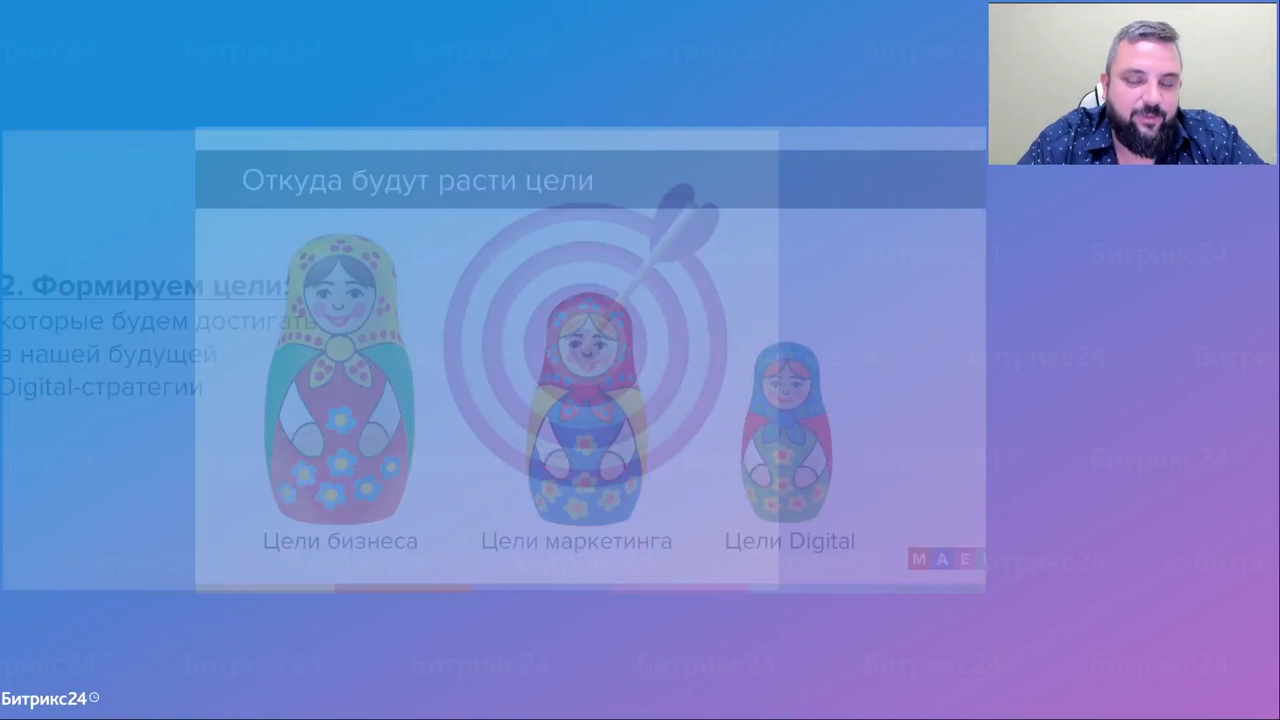 Откуда будут расти цели
2. Формируем цели:
которые будем достигать
в нашей будущей
Digital-стратегии
Цели бизнеса
Цели маркетинга
Цели Digital
MAE
Битрикс24